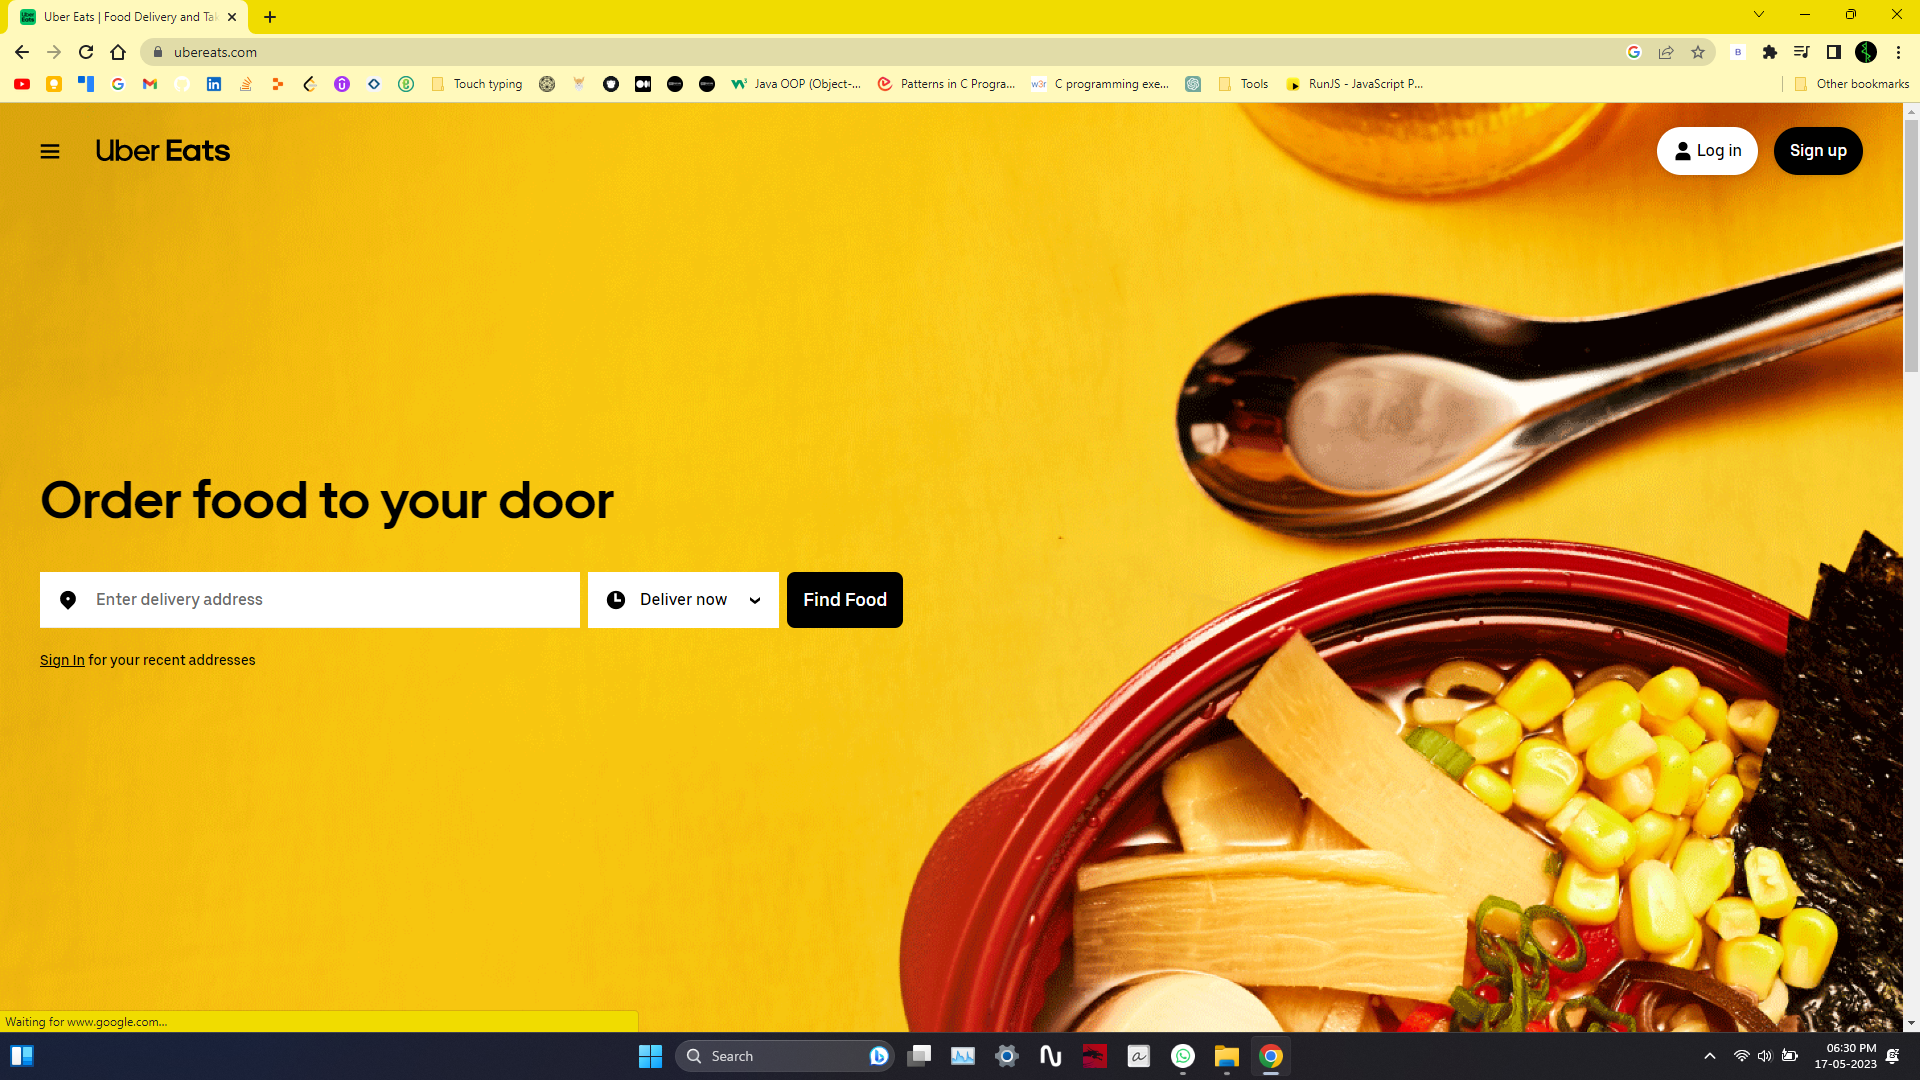 Uber Eats | Food Delivery and Ta
ubereats.com
Touch typing
Java OOP (Object-...
Patterns in C Progra...
C programming exe...
Tools
RunJS - JavaScript P...
Other bookmarks
Uber Eats
Log in
Sign up
Order food to your door
Enter delivery address
Deliver now
Find Food
Sign In for your recent addresses
Waiting for www.google.com...
Search
06:30 PM
17-05-2023